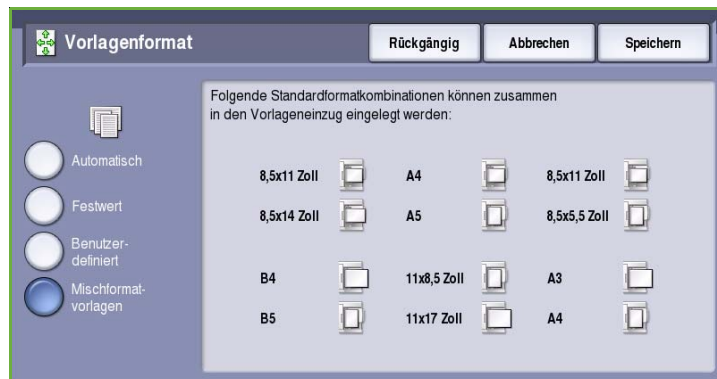 Vorlagenformat
Rückgängig
Abbrechen
Speichern
Folgende Standardformatkombinationen können zusammen
in den Vorlageneinzug eingelegt werden:
Automatisch
Festwert
Benutzer-
definiert
Mischformat-
vorlagen
8,5x11 Zoll A4 8,5x11 Zoll
8,5x14 Zoll A5 8,5x5,5 Zoll
B4 11x8,5 Zoll A3
B5 11x17 Zoll A4